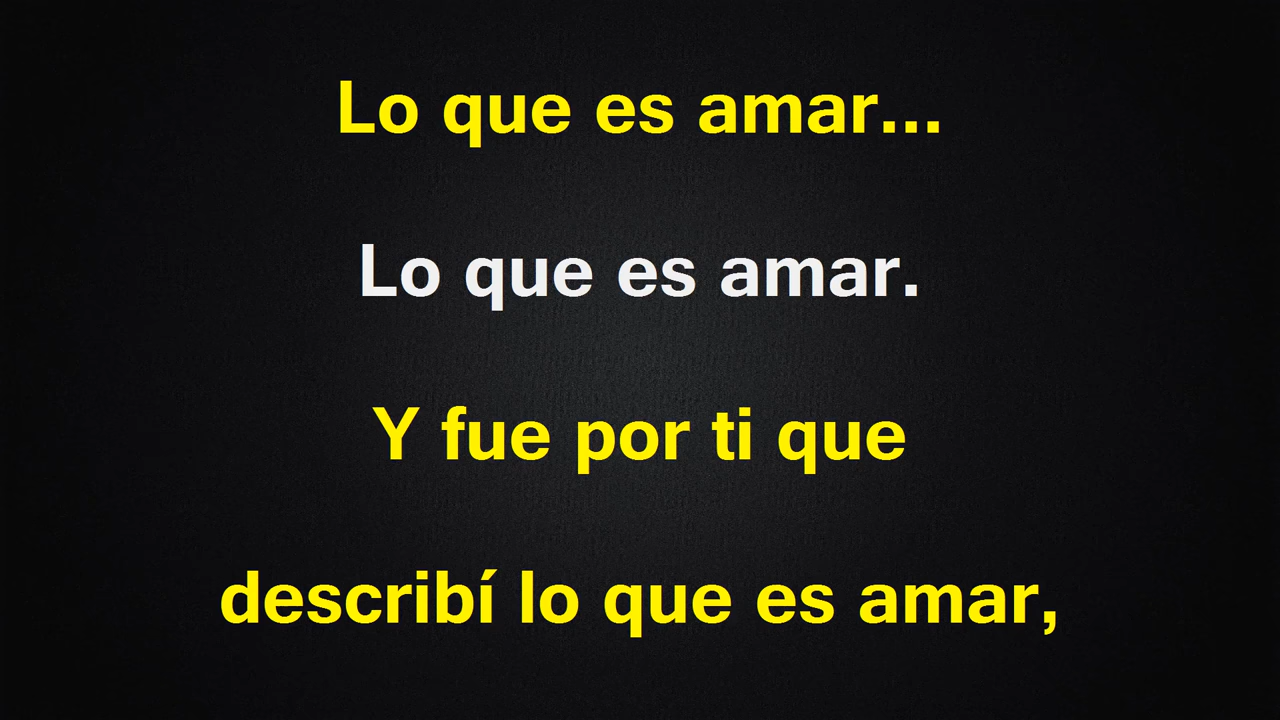 Lo que es amar...
Lo que es amar.
Y fue por ti que
describí lo que es amar,